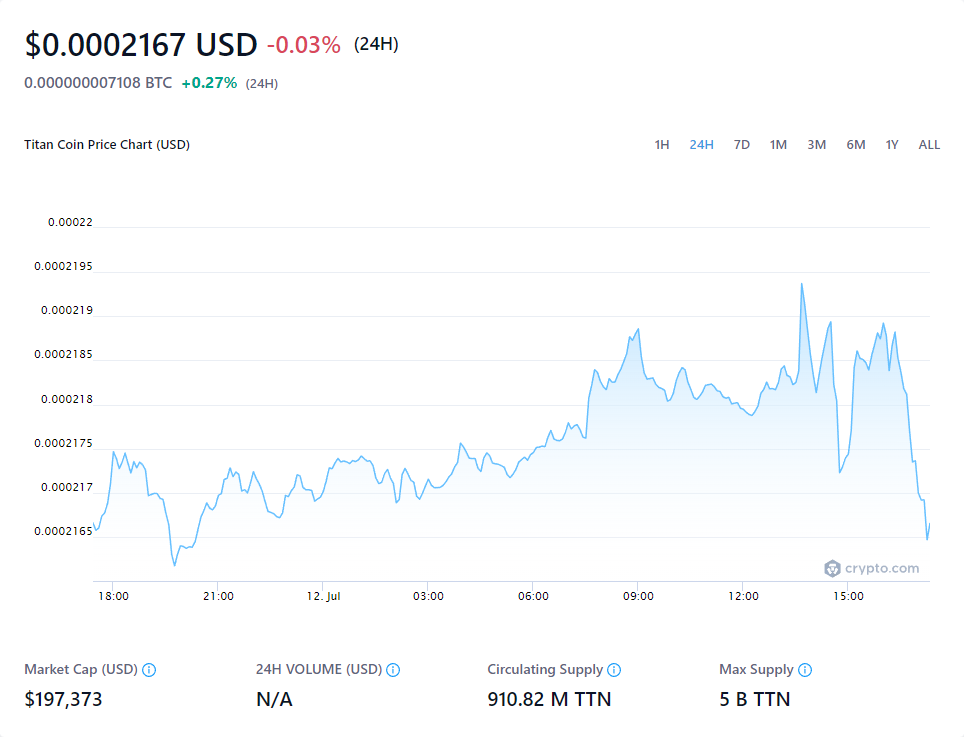 $0.0002167 USD -0.03% (24H)
0.000000007108 BTC +0.27% (24H)
Titan Coin Price Chart (USD) 1H 24H 7D 1M 3M 6M 1Y ALL
0.00022
0.0002195
0.000219
0.0002185
0.000218
0.0002175
0.000217
0.0002165
crypto.com
18:00 21:00 12. Jul 03:00 06:00 09:00 12:00 15:00
Market Cap (USD) 24H VOLUME (USD) Circulating Supply Max Supply
$197,373 N/A 910.82 M TTN 5 B TTN